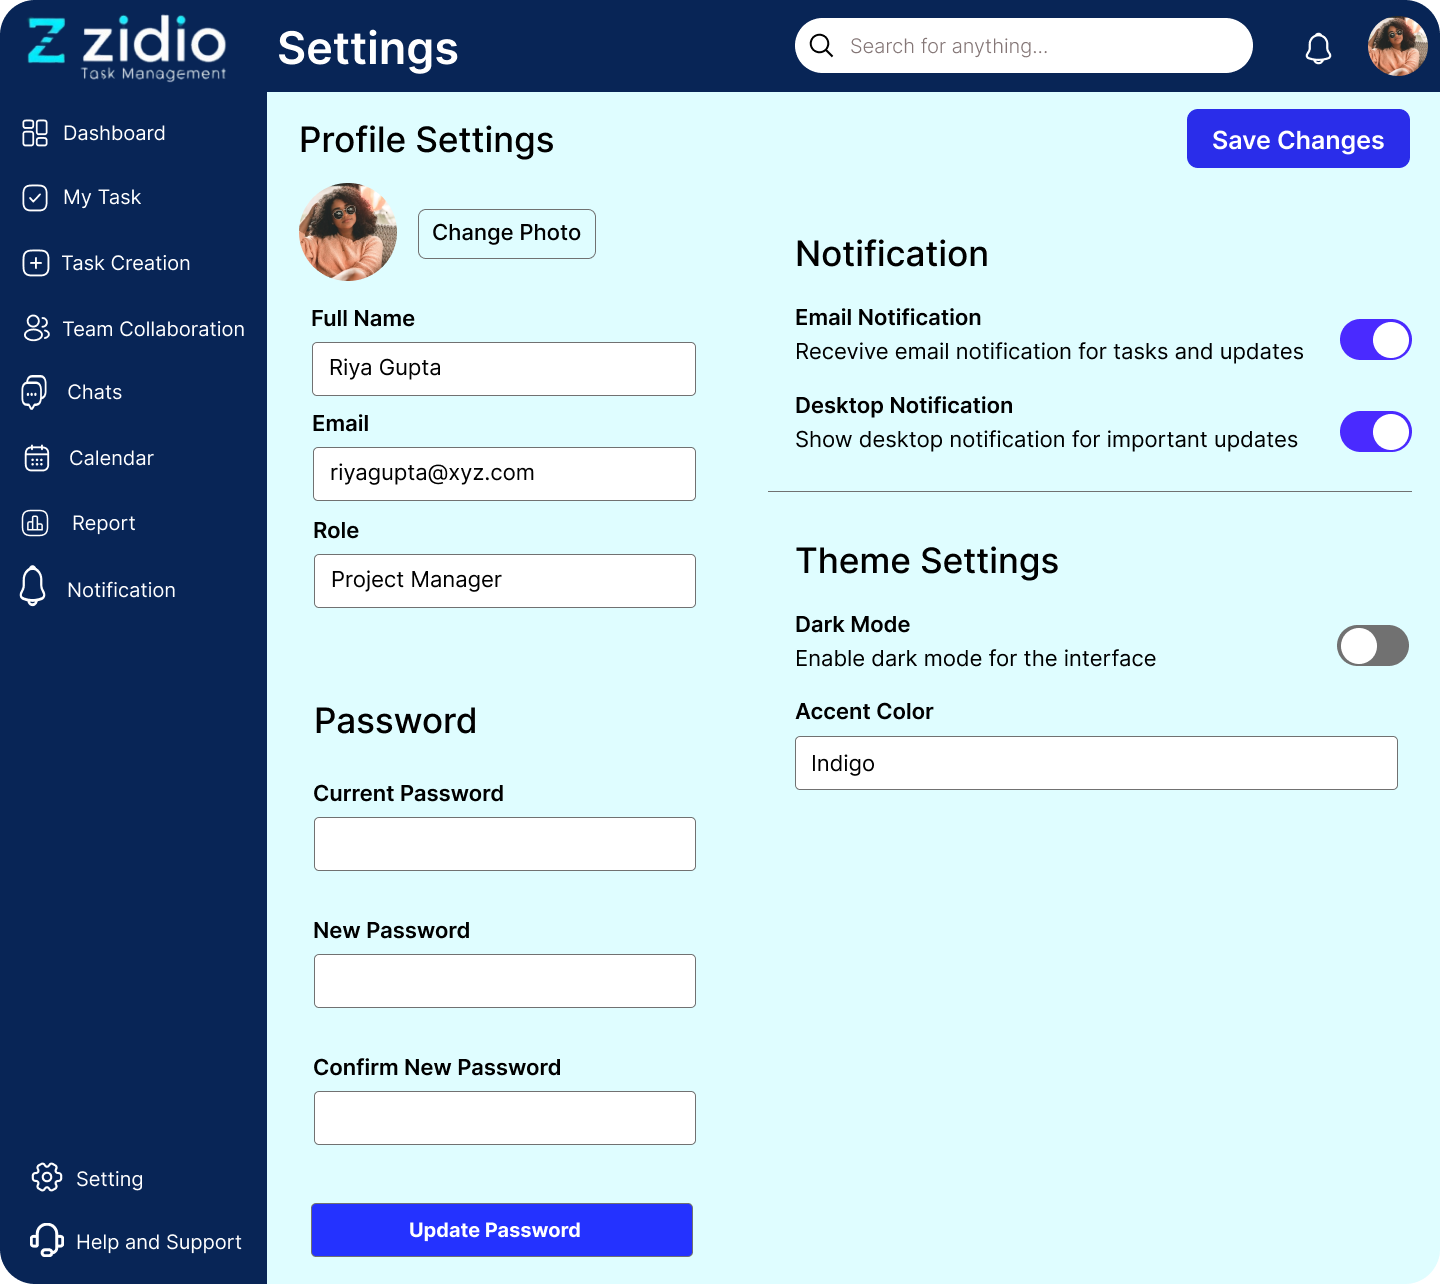 zidio
Task Management
Settings
Search for anything...
Dashboard
My Task
Task Creation
Team Collaboration
Chats
Calendar
Report
Notification
Setting
Help and Support
Profile Settings
Save Changes
Change Photo
Full Name
Riya Gupta
Email
riyagupta@xyz.com
Role
Project Manager
Password
Current Password
New Password
Confirm New Password
Update Password
Notification
Email Notification
Recevive email notification for tasks and updates
Desktop Notification
Show desktop notification for important updates
Theme Settings
Dark Mode
Enable dark mode for the interface
Accent Color
Indigo